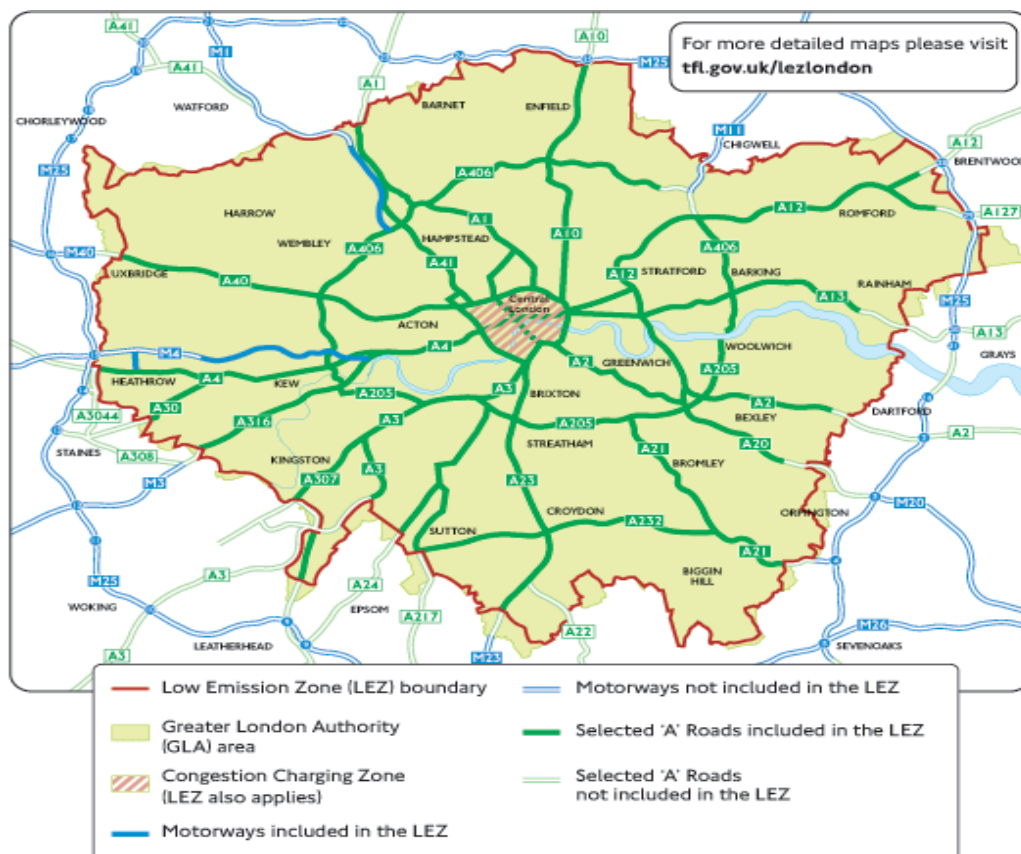 A41
A10
For more detailed maps please visit
tfl.gov.uk/lezlondon
M1
M25
A41
A1
BARNET
ENFIELD
WATFORD
CHORLEYWOOD
M11
CHIGWELL
A12
BRENTWOOD
M25
A406
HARROW
A1
A12
ROMFORD
A127
WEMBLEY
HAMPSTEAD
A10
A406
M40
A406
A41
UXBRIDGE
A40
A12
STRATFORD
BARKING
RAINHAM
M25
Central
London
A13
ACTON
A13
M4
A4
A2
GREENWICH
WOOLWICH
GRAYS
HEATHROW
A4
KEW
A205
A3
BRIXTON
A205
A30
A3044
A316
A3
A205
A2
BEXLEY
DARTFORD
A2
STAINES
A308
STREATHAM
A21
A20
KINGSTON
M3
A307
A3
A23
BROMLEY
M20
CROYDON
A232
ORPINGTON
SUTTON
A21
M25
A3
A24
BIGGIN
HILL
WOKING
EPSOM
A217
A22
M26
LEATHERHEAD
A3
M23
SEVENOAKS
Low Emission Zone (LEZ) boundary
Greater London Authority
(GLA) area
Congestion Charging Zone
(LEZ also applies)
Motorways included in the LEZ
Motorways not included in the LEZ
Selected ‘A’ Roads included in the LEZ
Selected ‘A’ Roads
not included in the LEZ